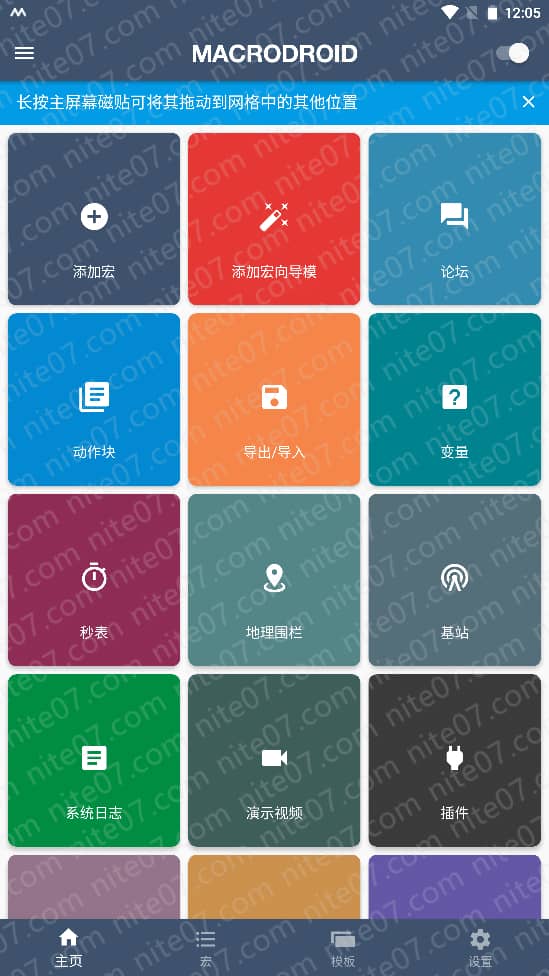 12:05
MACRODROID
长按主屏幕磁贴可将其拖动到网格中的其他位置
添加宏
添加宏向导模
论坛
动作块
导出/导入
变量
秒表
地理围栏
基站
系统日志
演示视频
插件
主页
宏
模板
设置
nite07.com